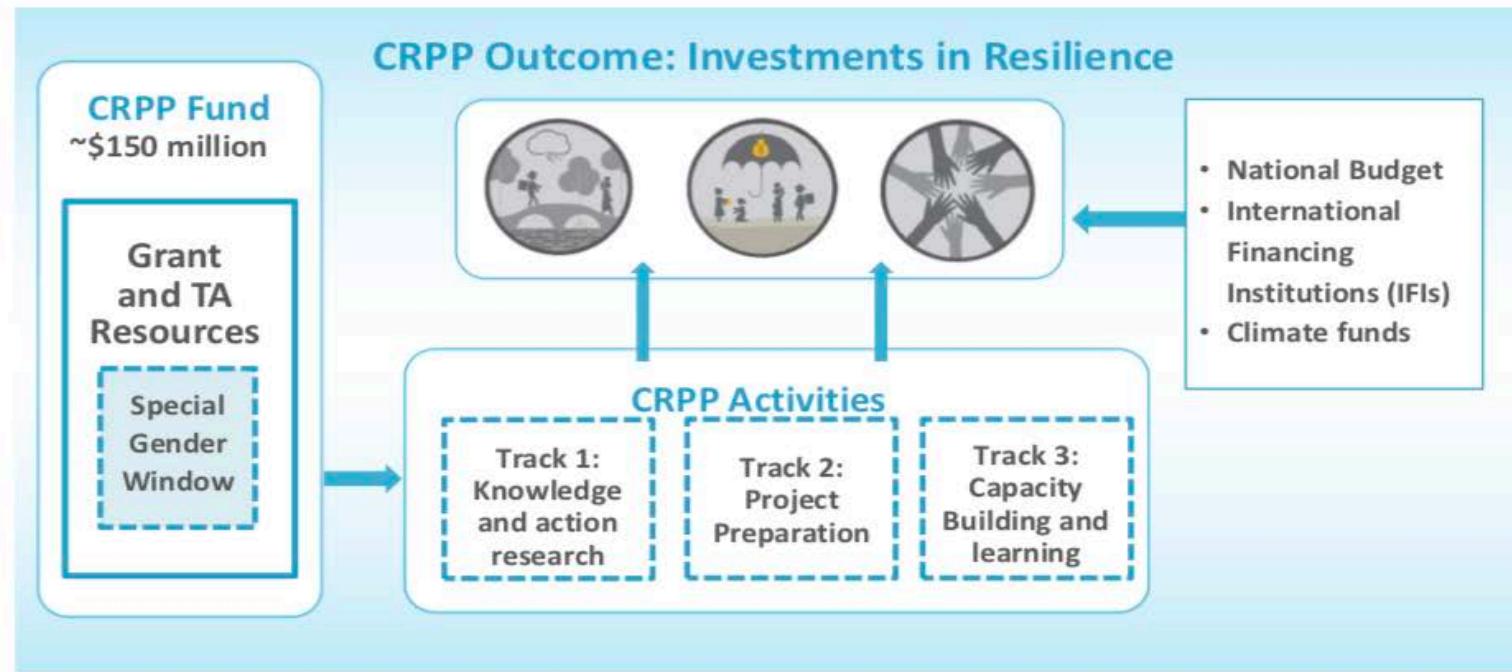 CRPP Outcome: Investments in Resilience
CRPP Fund
~$150 million
Grant
and TA
Resources
Special
Gender
Window
• National Budget
• International
Financing
Institutions (IFIs)
• Climate funds
CRPP Activities
Track 1:
Knowledge
and action
research
Track 2:
Project
Preparation
Track 3:
Capacity
Building and
learning